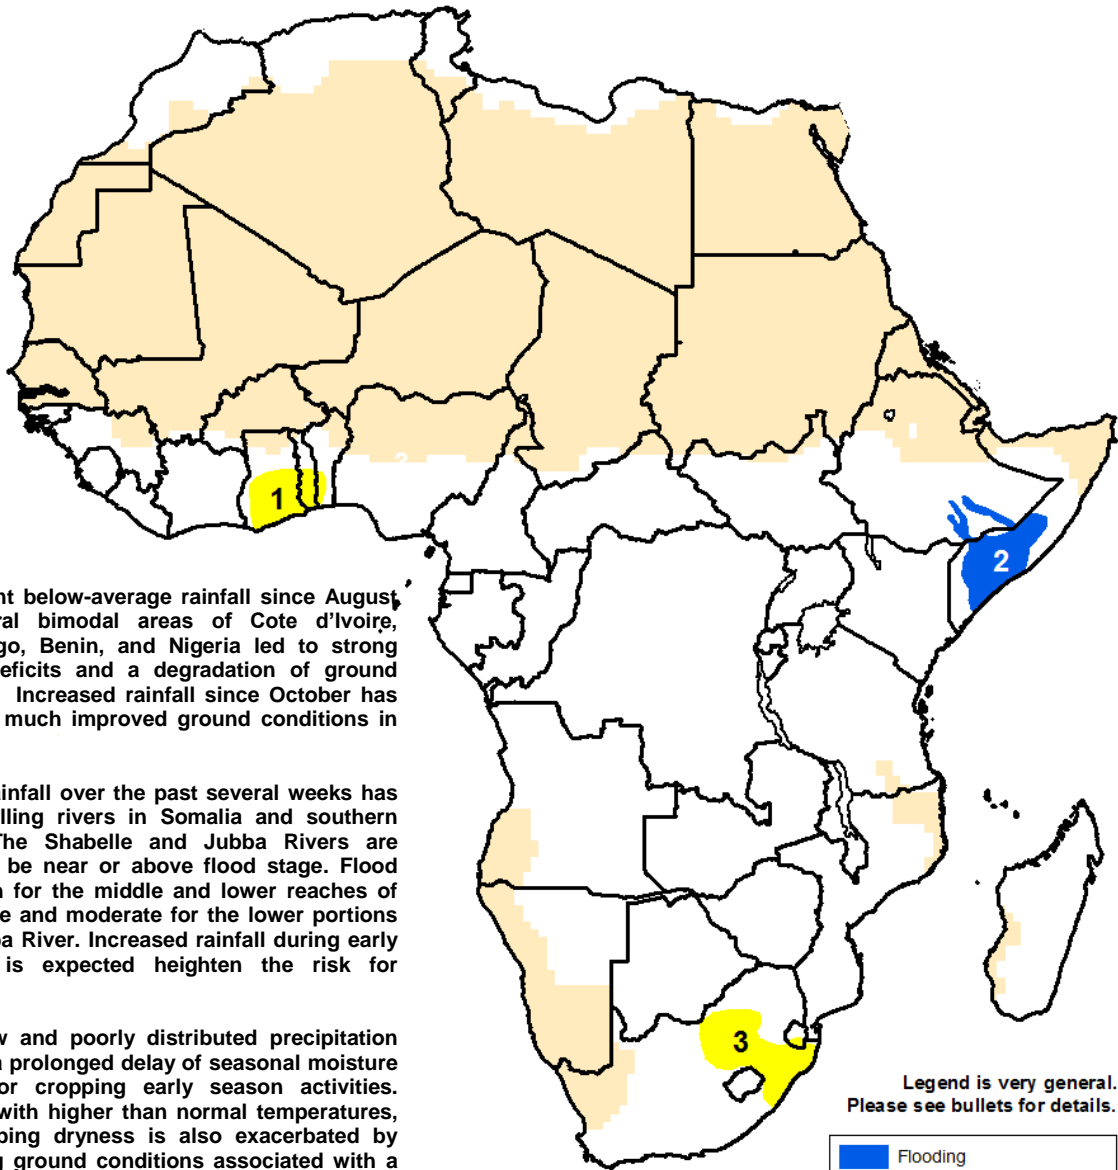 1
2
3
nt below-average rainfall since August
ral bimodal areas of Cote d'Ivoire,
go, Benin, and Nigeria led to strong
eficits and a degradation of ground
Increased rainfall since October has
much improved ground conditions in
infall over the past several weeks has
lling rivers in Somalia and southern
The Shabelle and Jubba Rivers are
be near or above flood stage. Flood
n for the middle and lower reaches of
e and moderate for the lower portions
ba River. Increased rainfall during early
is expected heighten the risk for
w and poorly distributed precipitation
a prolonged delay of seasonal moisture
or cropping early season activities.
with higher than normal temperatures,
ping dryness is also exacerbated by
g ground conditions associated with a
Legend is very general.
Please see bullets for details.
Flooding